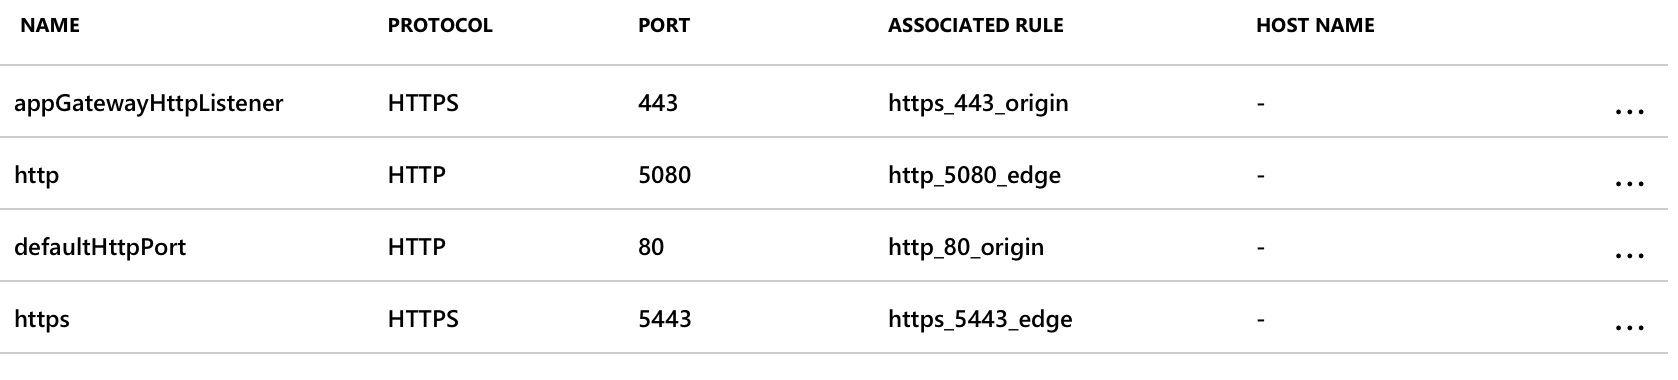 NAME PROTOCOL PORT ASSOCIATED RULE HOST NAME
appGatewayHttpListener HTTPS 443 https_443_origin - ...
http HTTP 5080 http_5080_edge - ...
defaultHttpPort HTTP 80 http_80_origin - ...
https HTTPS 5443 https_5443_edge - ...